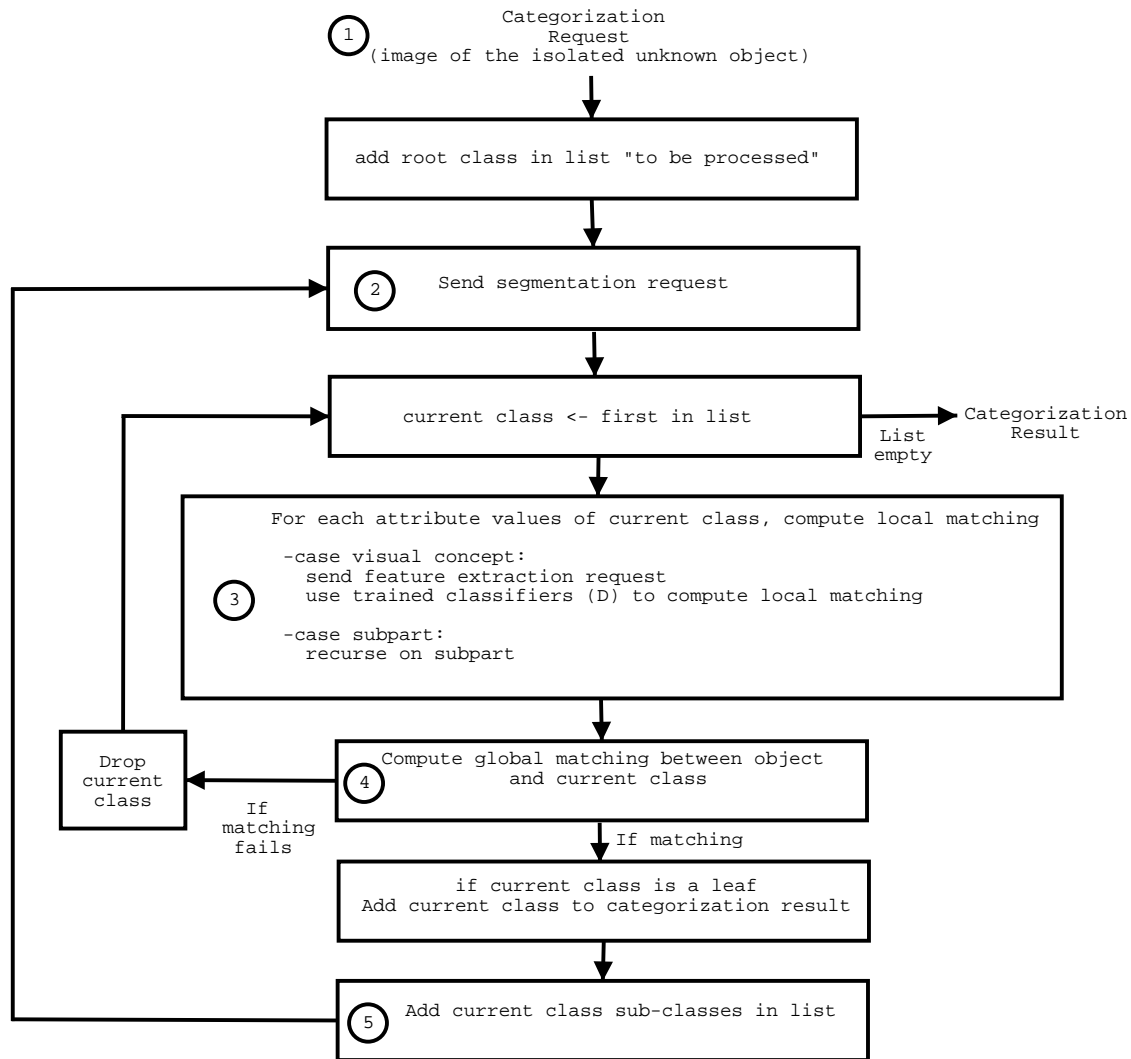 1
Categorization
Request
(image of the isolated unknown object)
add root class in list "to be processed"
2
Send segmentation request
current class <- first in list
List
empty
Categorization
Result
For each attribute values of current class, compute local matching
-case visual concept:
send feature extraction request
use trained classifiers (D) to compute local matching
3
-case subpart:
recurse on subpart
Drop
current
class
If
matching
fails
4
Compute global matching between object
and current class
If matching
if current class is a leaf
Add current class to categorization result
5
Add current class sub-classes in list